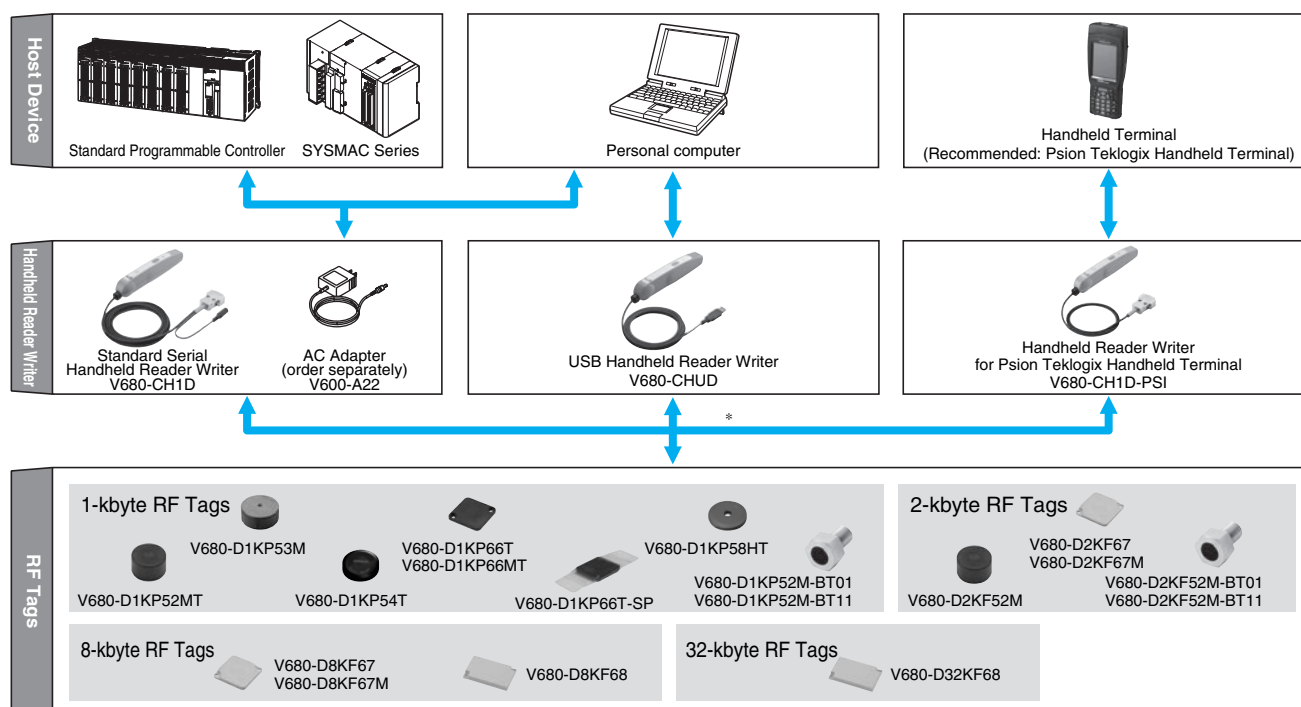 Host Device
Standard Programmable Controller
SYSMAC Series
Personal computer
Handheld Terminal
(Recommended: Psion Teklogix Handheld Terminal)
Handheld Reader Writer
Standard Serial
Handheld Reader Writer
V680-CH1D
AC Adapter
(order separately)
V600-A22
USB Handheld Reader Writer
V680-CHUD
Handheld Reader Writer
for Psion Teklogix Handheld Terminal
V680-CH1D-PSI
*
RF Tags
1-kbyte RF Tags
V680-D1KP53M
V680-D1KP66T
V680-D1KP66MT
V680-D1KP58HT
V680-D1KP52MT
V680-D1KP54T
V680-D1KP66T-SP
V680-D1KP52M-BT01
V680-D1KP52M-BT11
2-kbyte RF Tags
V680-D2KF67
V680-D2KF67M
V680-D2KF52M
V680-D2KF52M-BT01
V680-D2KF52M-BT11
8-kbyte RF Tags
V680-D8KF67
V680-D8KF67M
V680-D8KF68
32-kbyte RF Tags
V680-D32KF68